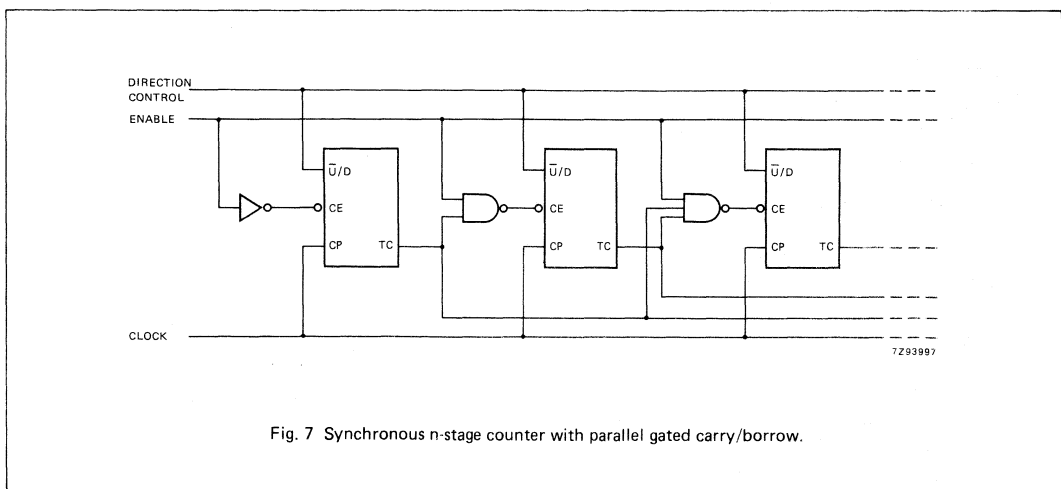 DIRECTION
CONTROL
ENABLE
U̅/D
CE
CP TC
U̅/D
CE
CP TC
U̅/D
CE
CP TC
CLOCK
7Z93997
Fig. 7 Synchronous n-stage counter with parallel gated carry/borrow.